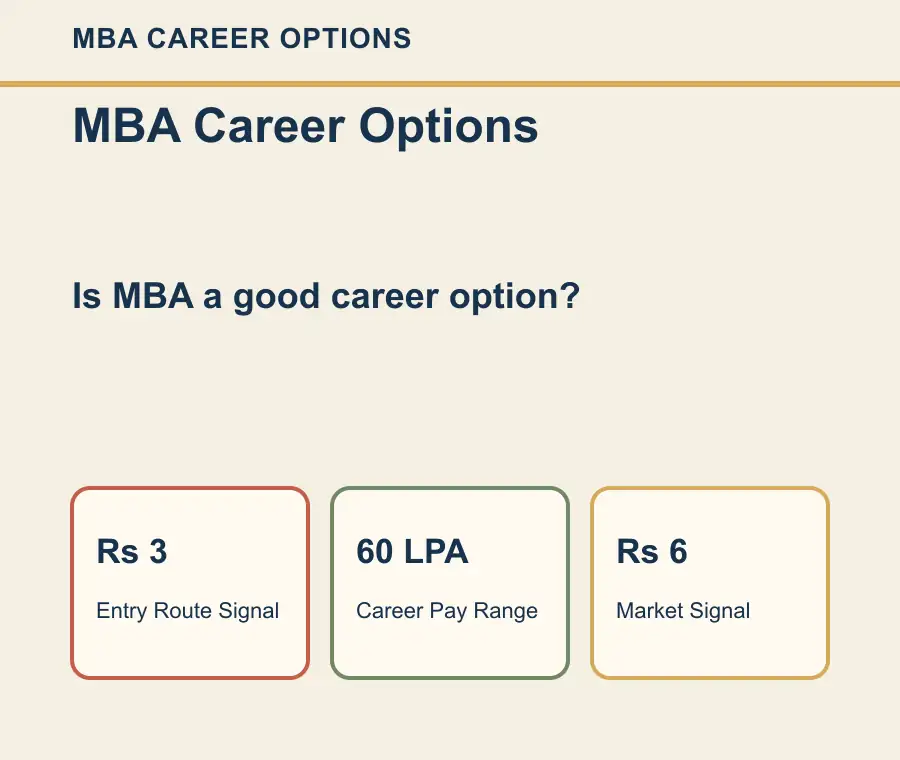 MBA CAREER OPTIONS
MBA Career Options
Is MBA a good career option?
Rs 3
Entry Route Signal
60 LPA
Career Pay Range
Rs 6
Market Signal